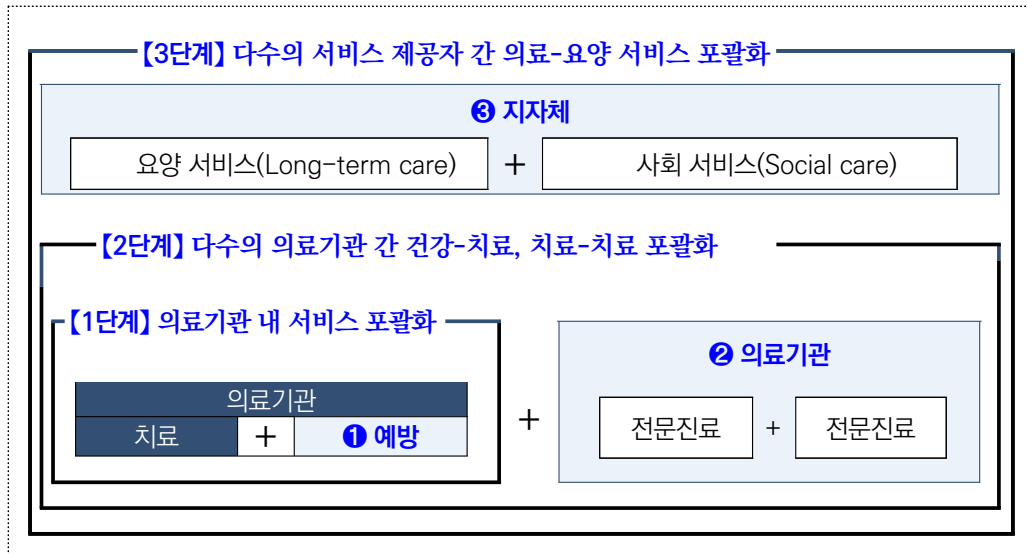 【3단계】 다수의 서비스 제공자 간 의료-요양 서비스 포괄화
❸ 지자체
요양 서비스(Long-term care) + 사회 서비스(Social care)
【2단계】 다수의 의료기관 간 건강-치료, 치료-치료 포괄화
【1단계】 의료기관 내 서비스 포괄화
의료기관
치료 + ❶ 예방
+
❷ 의료기관
전문진료 + 전문진료